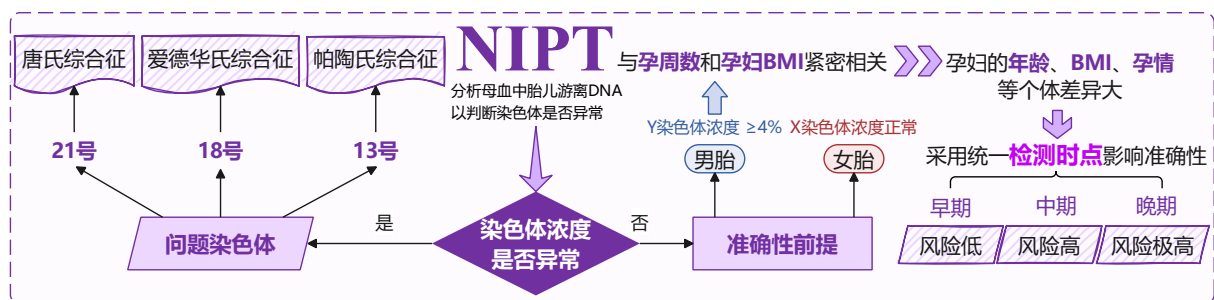 唐氏综合征
爱德华氏综合征
帕陶氏综合征
21号
18号
13号
问题染色体
是
NIPT
分析母血中胎儿游离DNA
以判断染色体是否异常
染色体浓度
是否异常
否
与孕周数和孕妇BMI紧密相关
Y染色体浓度 ≥4%
X染色体浓度正常
男胎
女胎
准确性前提
孕妇的年龄、BMI、孕情
等个体差异大
采用统一检测时点影响准确性
早期
中期
晚期
风险低
风险高
风险极高